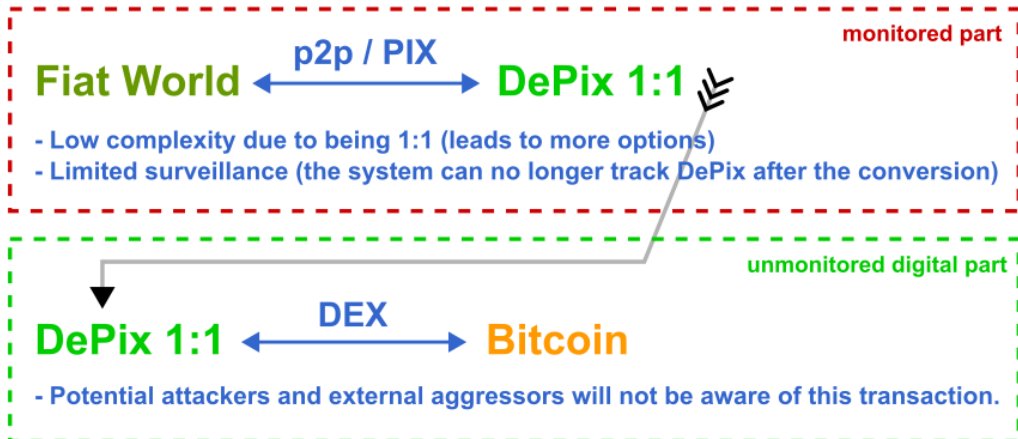 monitored part
Fiat World p2p / PIX DePix 1:1
- Low complexity due to being 1:1 (leads to more options)
- Limited surveillance (the system can no longer track DePix after the conversion)
unmonitored digital part
DePix 1:1 DEX Bitcoin
- Potential attackers and external aggressors will not be aware of this transaction.